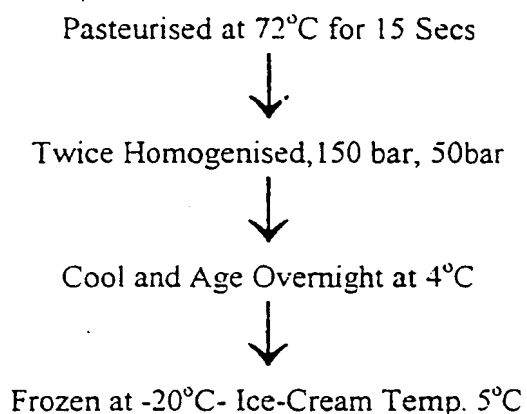 Pasteurised at 72°C for 15 Secs
Twice Homogenised,150 bar, 50bar
Cool and Age Overnight at 4°C
Frozen at -20°C- Ice-Cream Temp. 5°C